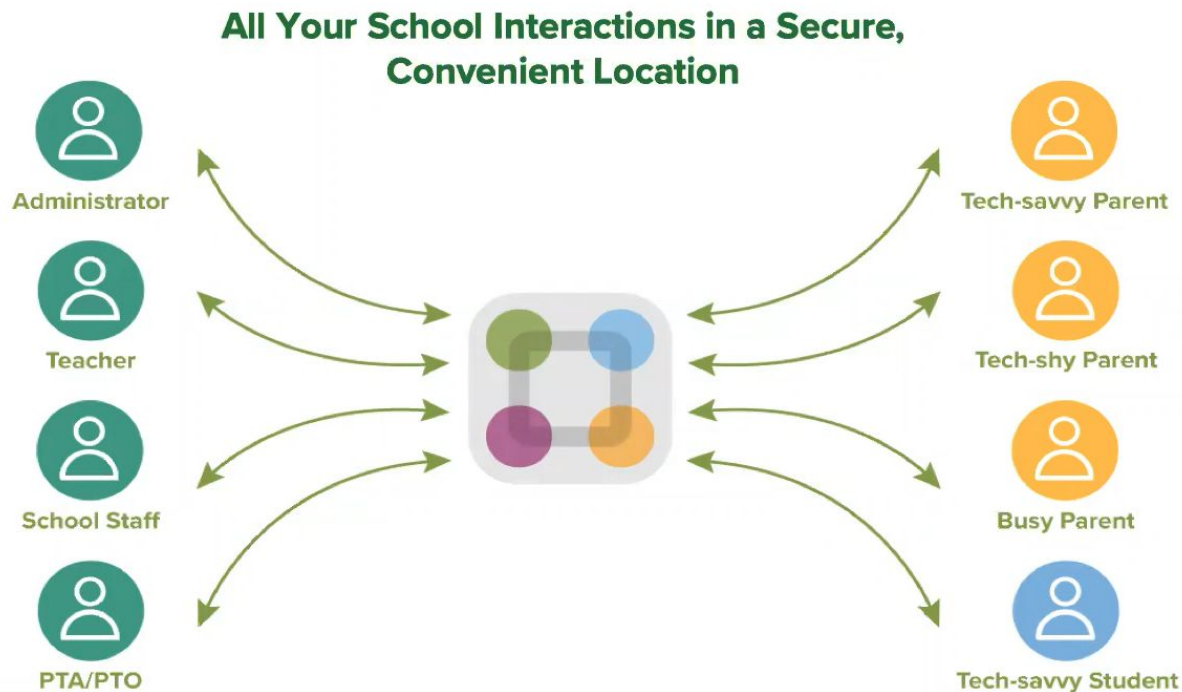 All Your School Interactions in a Secure,
Convenient Location
Administrator
Teacher
School Staff
PTA/PTO
Tech-savvy Parent
Tech-shy Parent
Busy Parent
Tech-savvy Student